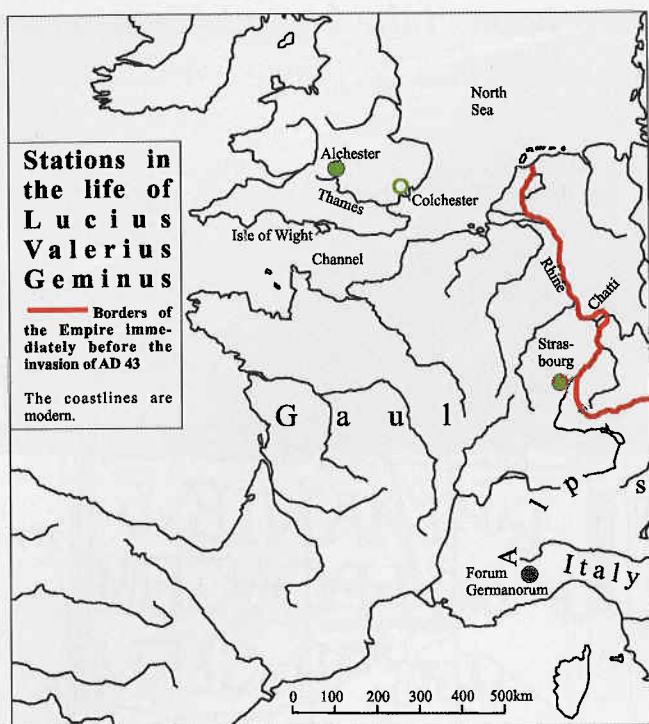 Stations in
the life of
Lucius
Valerius
Geminus
Borders of
the Empire imme-
diately before the
invasion of AD 43
The coastlines are
modern.
North
Sea
Alchester
Thames
Colchester
Isle of Wight
Channel
Rhine
Chatti
Stras-
bourg
Gaul
Alps
Italy
Forum
Germanorum
0 100 200 300 400 500km